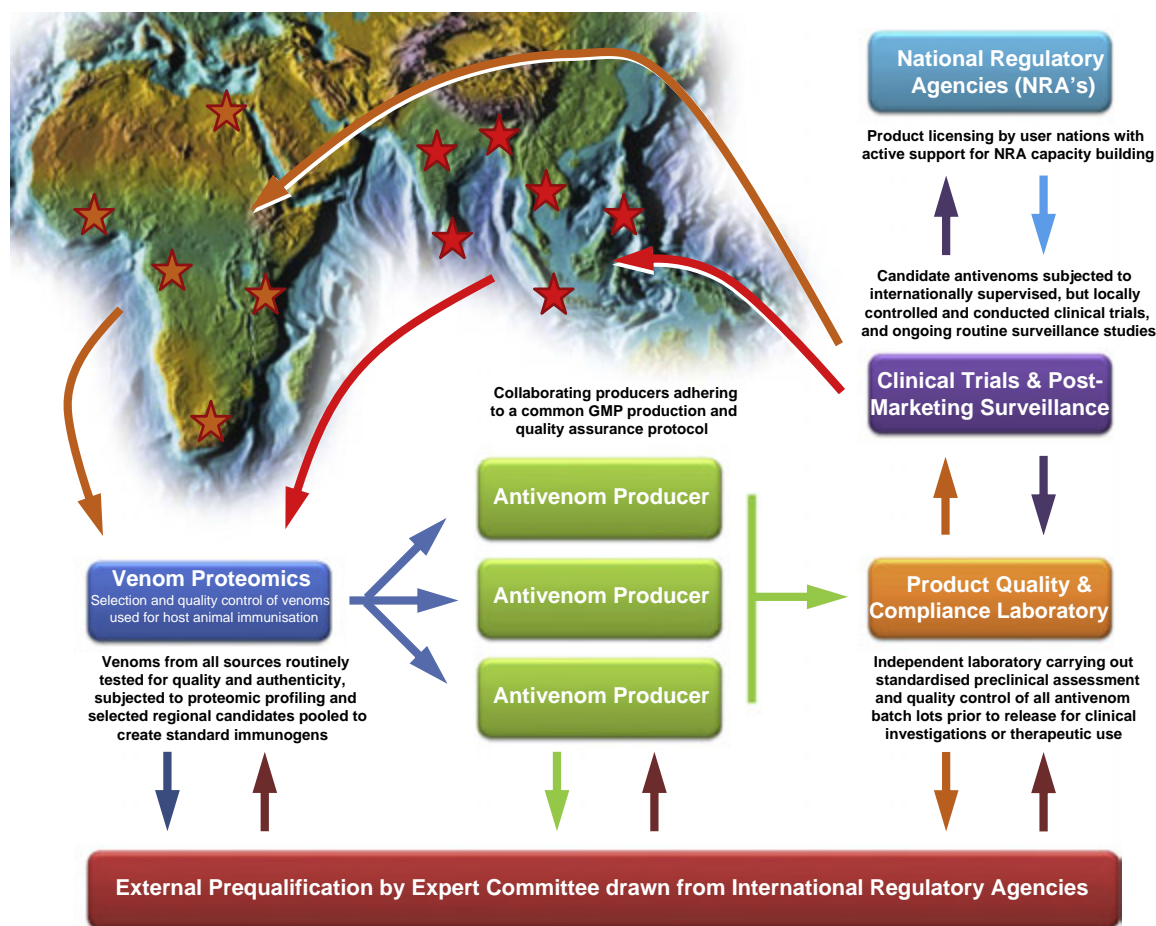 National Regulatory
Agencies (NRA's)
Product licensing by user nations with
active support for NRA capacity building
Candidate antivenoms subjected to
internationally supervised, but locally
controlled and conducted clinical trials,
and ongoing routine surveillance studies
Clinical Trials & Post-
Marketing Surveillance
Collaborating producers adhering
to a common GMP production and
quality assurance protocol
Antivenom Producer
Antivenom Producer
Antivenom Producer
Venom Proteomics
Selection and quality control of venoms
used for host animal immunisation
Venoms from all sources routinely
tested for quality and authenticity,
subjected to proteomic profiling and
selected regional candidates pooled to
create standard immunogens
Product Quality &
Compliance Laboratory
Independent laboratory carrying out
standardised preclinical assessment
and quality control of all antivenom
batch lots prior to release for clinical
investigations or therapeutic use
External Prequalification by Expert Committee drawn from International Regulatory Agencies